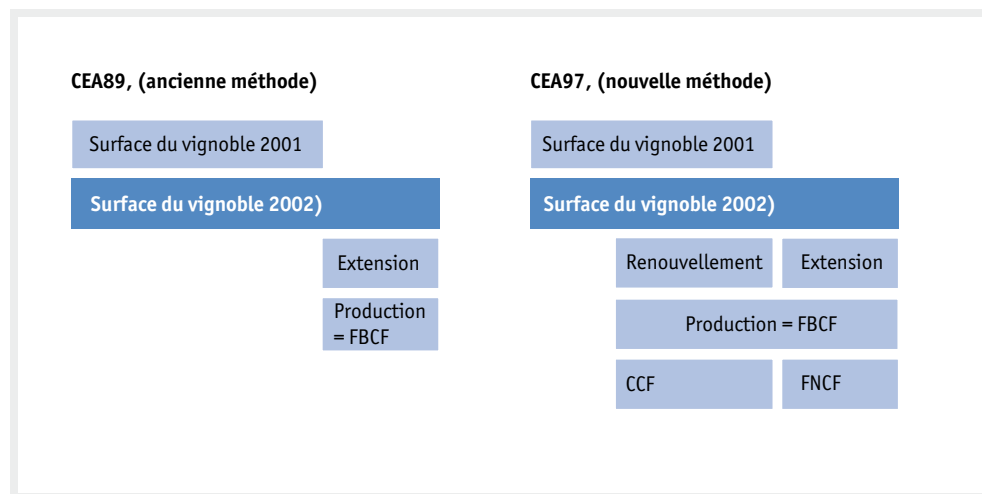 CEA89, (ancienne méthode)
Surface du vignoble 2001
Surface du vignoble 2002)
Extension
Production
= FBCF
CEA97, (nouvelle méthode)
Surface du vignoble 2001
Surface du vignoble 2002)
Renouvellement
Extension
Production = FBCF
CCF
FNCF